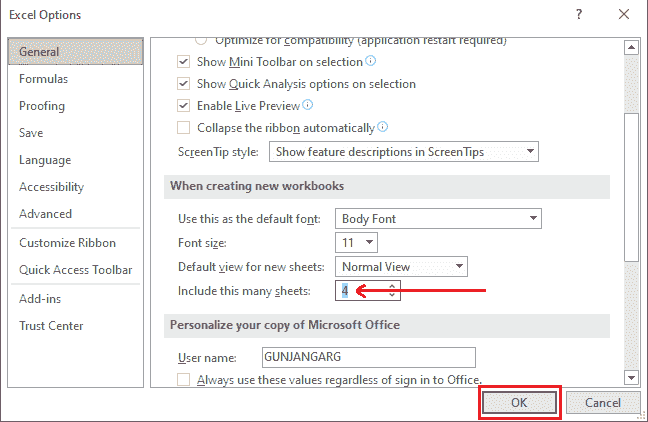 Excel Options
General
Formulas
Proofing
Save
Language
Accessibility
Advanced
Customize Ribbon
Quick Access Toolbar
Add-ins
Trust Center
Optimize for compatibility (application restart required)
Show Mini Toolbar on selection
Show Quick Analysis options on selection
Enable Live Preview
Collapse the ribbon automatically
ScreenTip style: Show feature descriptions in ScreenTips
When creating new workbooks
Use this as the default font: Body Font
Font size: 11
Default view for new sheets: Normal View
Include this many sheets: 4
Personalize your copy of Microsoft Office
User name: GUNJANGARG
Always use these values regardless of sign in to Office.
OK Cancel